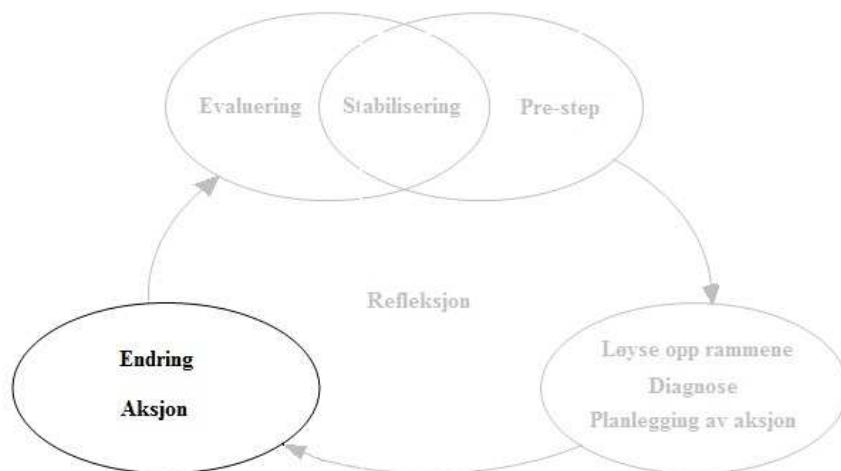 Evaluering
Stabilisering
Pre-step
Refleksjon
Endring
Aksjon
Løyse opp rammene
Diagnose
Planlegging av aksjon